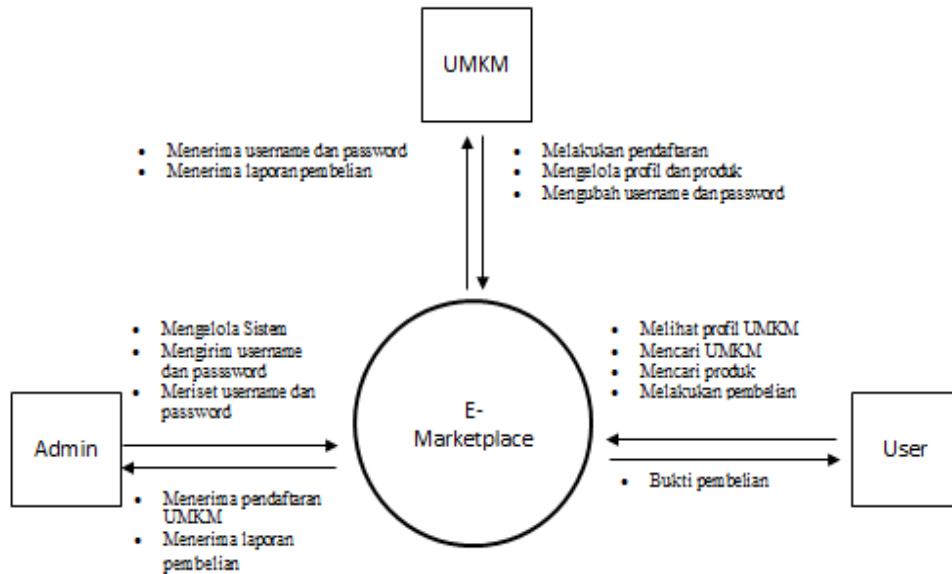 UMKM
• Menerima username dan password
• Menerima laporan pembelian
• Melakukan pendaftaran
• Mengelola profil dan produk
• Mengubah username dan password
• Mengelola Sistem
• Mengirim username
dan passsword
• Meriset username dan
password
• Melihat profil UMKM
• Mencari UMKM
• Mencari produk
• Melakukan pembelian
Admin
E-
Marketplace
User
• Menerima pendaftaran
UMKM
• Menerima laporan
pembelian
• Bukti pembelian